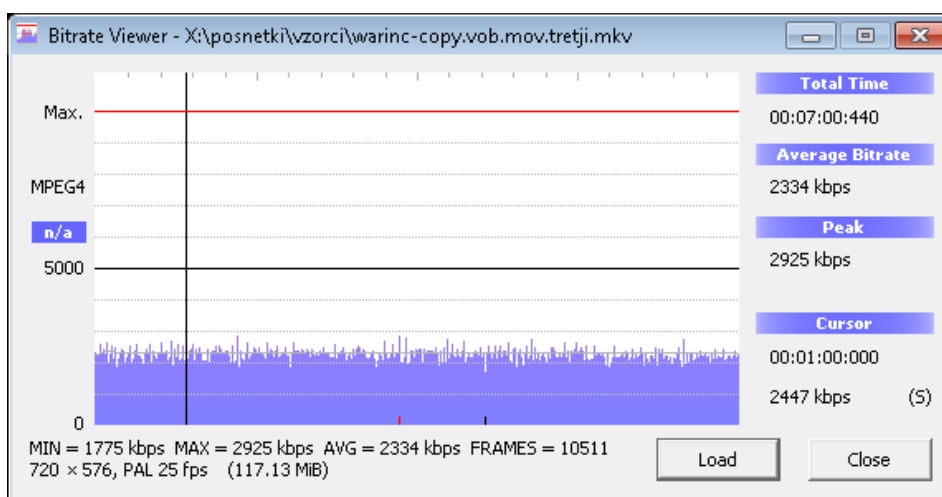 Bitrate Viewer - X:\posnetki\vzorci\warinc-copy.vob.mov.tretji.mkv
Max.
MPEG4
n/a
5000
0
Total Time
00:07:00:440
Average Bitrate
2334 kbps
Peak
2925 kbps
Cursor
00:01:00:000
2447 kbps (S)
MIN = 1775 kbps MAX = 2925 kbps AVG = 2334 kbps FRAMES = 10511
720 × 576, PAL 25 fps (117.13 MiB)
Load
Close